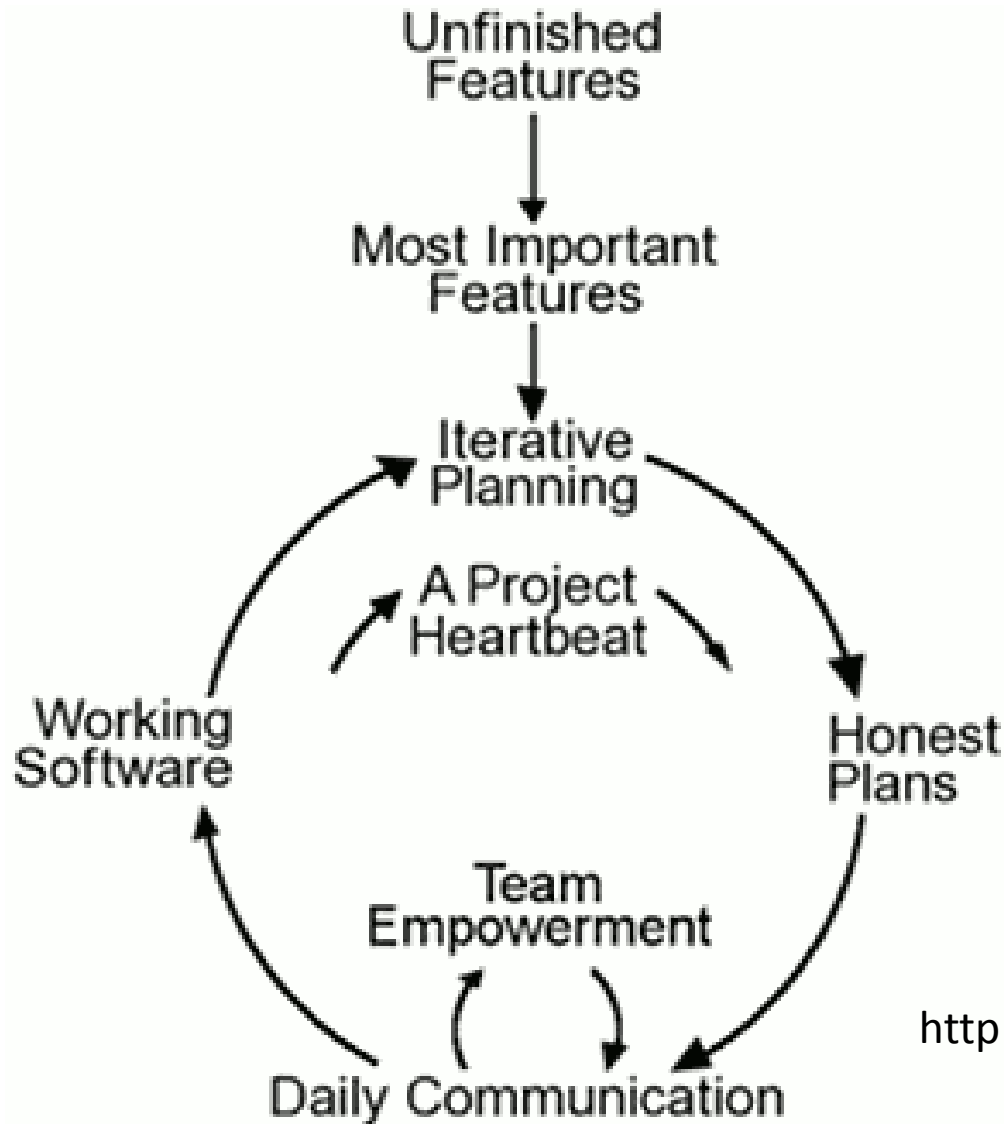 Unfinished
Features
Most Important
Features
Iterative
Planning
A Project
Heartbeat
Working
Software
Honest
Plans
Team
Empowerment
http
Daily Communication